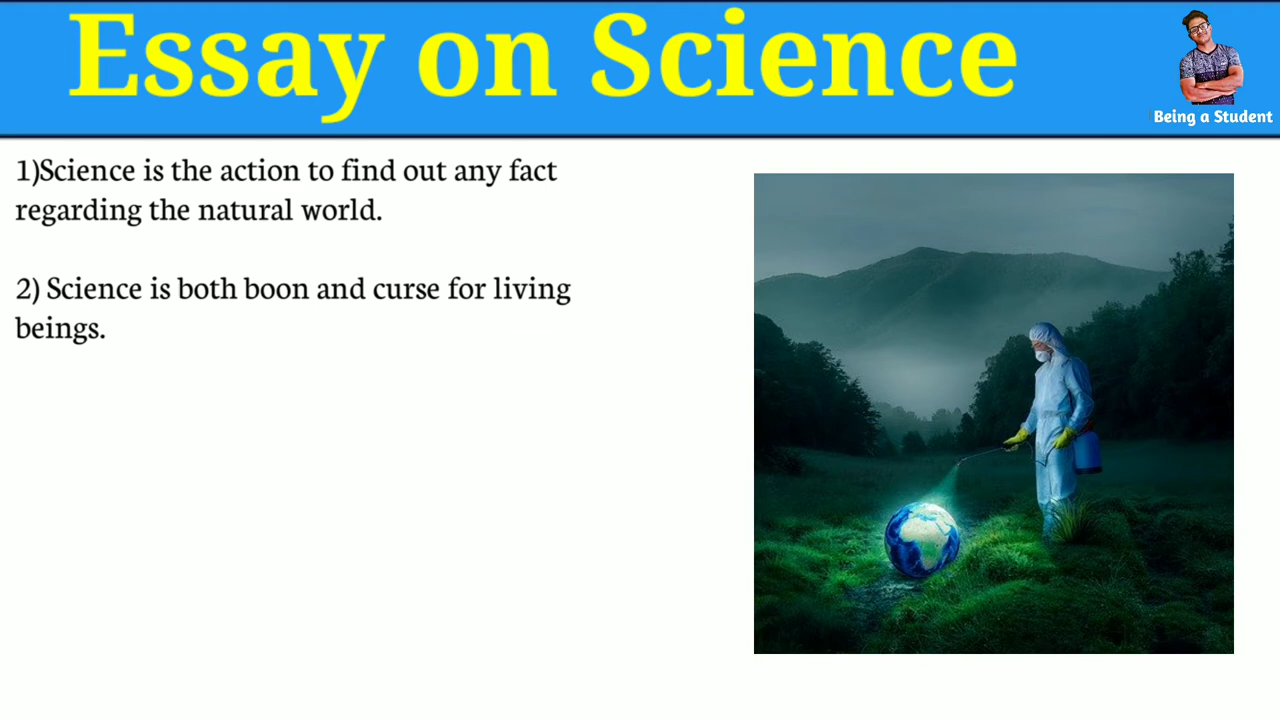 Essay on Science
Being a Student
1)Science is the action to find out any fact
regarding the natural world.
2) Science is both boon and curse for living
beings.